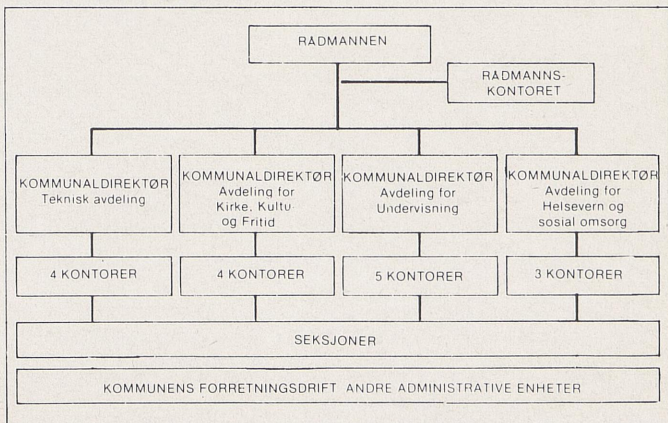 RÅDMANNEN
RÅDMANNS-
KONTORET
KOMMUNALDIREKTØR
Teknisk avdeling
KOMMUNALDIREKTØR
Avdeling for
Kirke, Kultu
og Fritid
KOMMUNALDIREKTØR
Avdeling for
Undervisning
KOMMUNALDIREKTØR
Avdeling for
Helsevern og
sosial omsorg
4 KONTORER
4 KONTORER
5 KONTORER
3 KONTORER
SEKSJONER
KOMMUNENS FORRETNINGSDRIFT ANDRE ADMINISTRATIVE ENHETER